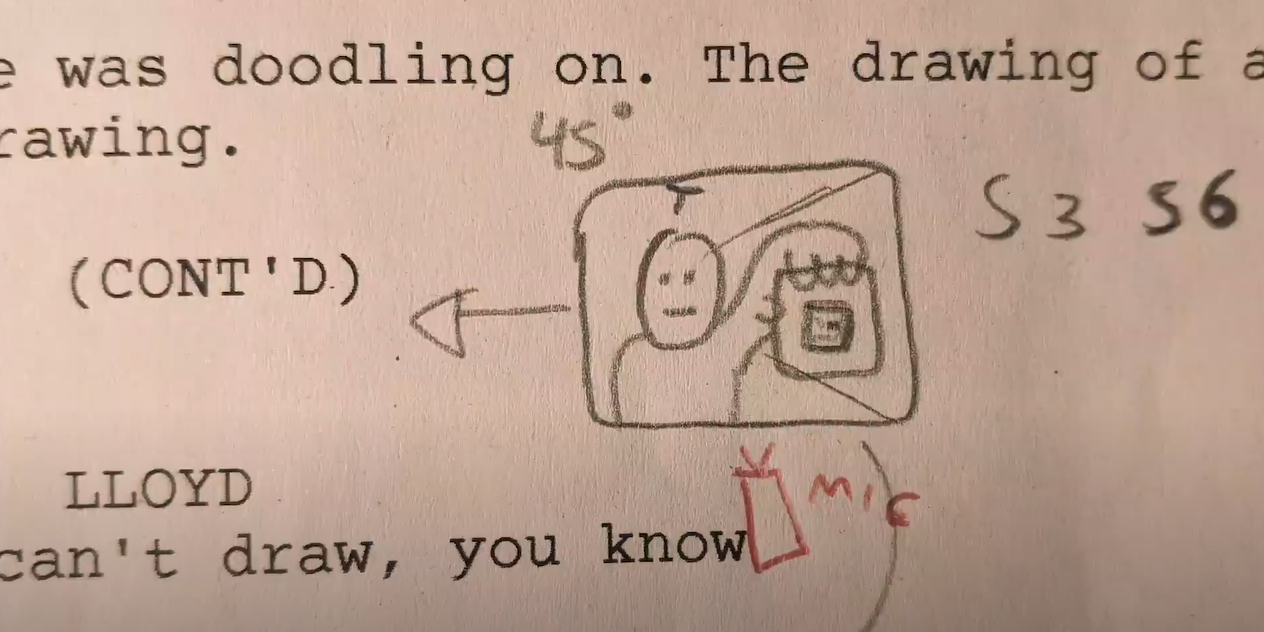 e was doodling on. The drawing of a
rawing.
45°
S3 S6
(CONT'D)
LLOYD
can't draw, you know
Mic